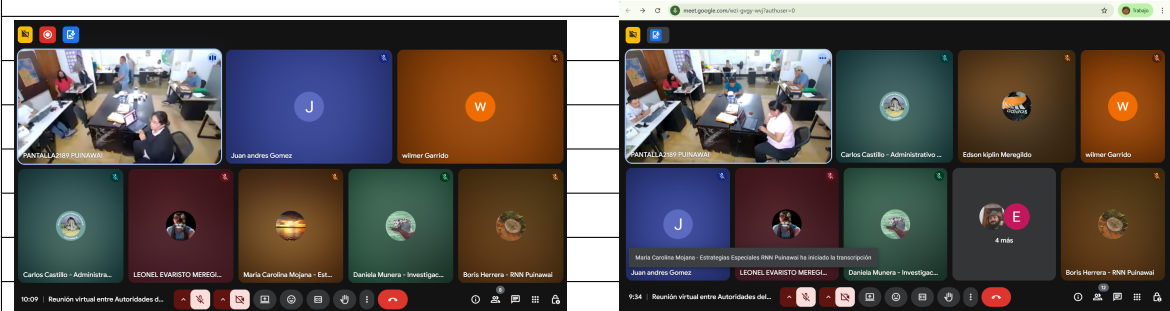 PANTALLA2189 PUINAWAI
J
Juan andres Gomez
W
wilmer Garrido
Carlos Castillo - Administra...
LEONEL EVARISTO MEREGI...
Maria Carolina Mojana - Est...
Daniela Munera - Investigac...
Boris Herrera - RNN Puinawai
10:09 | Reunión virtual entre Autoridades d...
8
meet.google.com/wzi-gygy-wvj?authuser=0
Trabajo
PANTALLA2189 PUINAWAI
Carlos Castillo - Administrativo ...
Edson kiplin Meregildo
W
wilmer Garrido
J
Juan andres Gomez
LEONEL EVARISTO MEREGI...
Daniela Munera - Investigac...
E
4 más
Boris Herrera - RNN Puinawai
Maria Carolina Mojana - Estrategias Especiales RNN Puinawai ha iniciado la transcripción
9:34 | Reunión virtual entre Autoridades del...
12